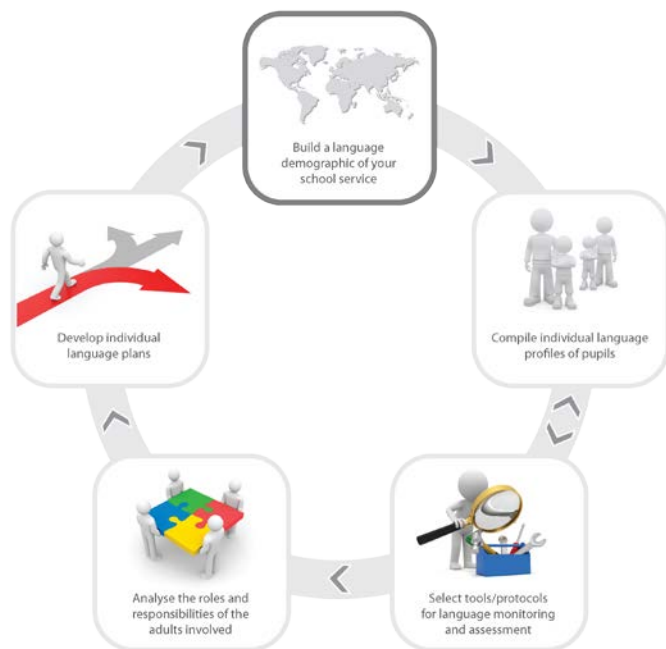 Build a language
demographic of your
school service
Compile individual language
profiles of pupils
Select tools/protocols
for language monitoring
and assessment
Analyse the roles and
responsibilities of the
adults involved
Develop individual
language plans